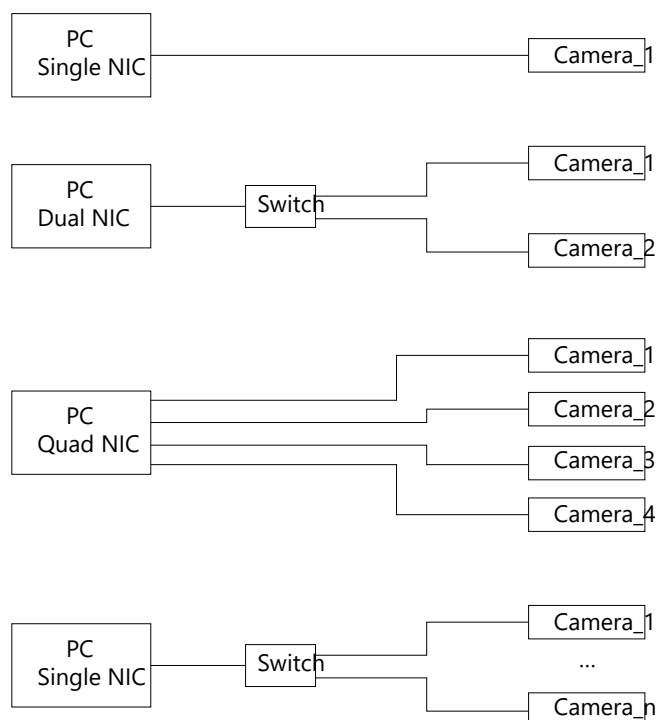 PC
Single NIC
Camera_1
PC
Dual NIC
Switch
Camera_1
Camera_2
PC
Quad NIC
Camera_1
Camera_2
Camera_3
Camera_4
PC
Single NIC
Switch
Camera_1
...
Camera_n